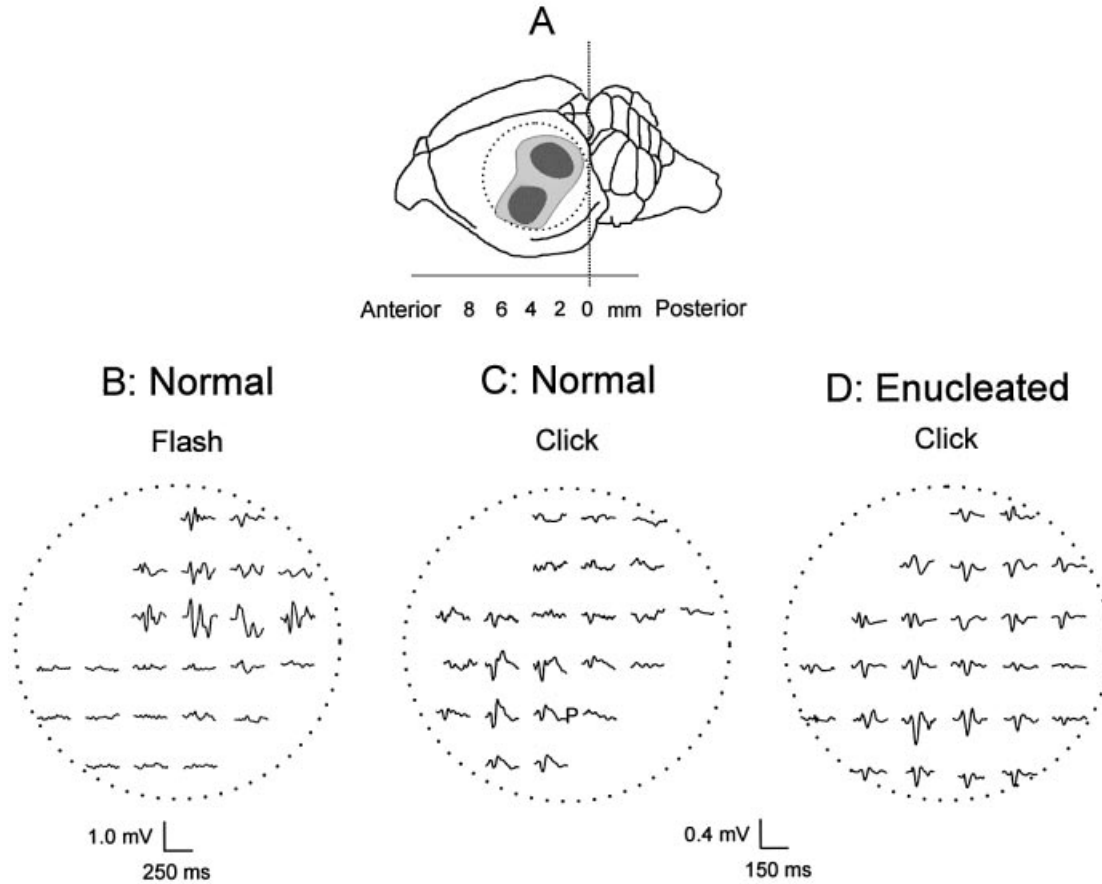 A
Anterior 8 6 4 2 0 mm Posterior
B: Normal
Flash
C: Normal
Click
D: Enucleated
Click
P
1.0 mV
250 ms
0.4 mV
150 ms